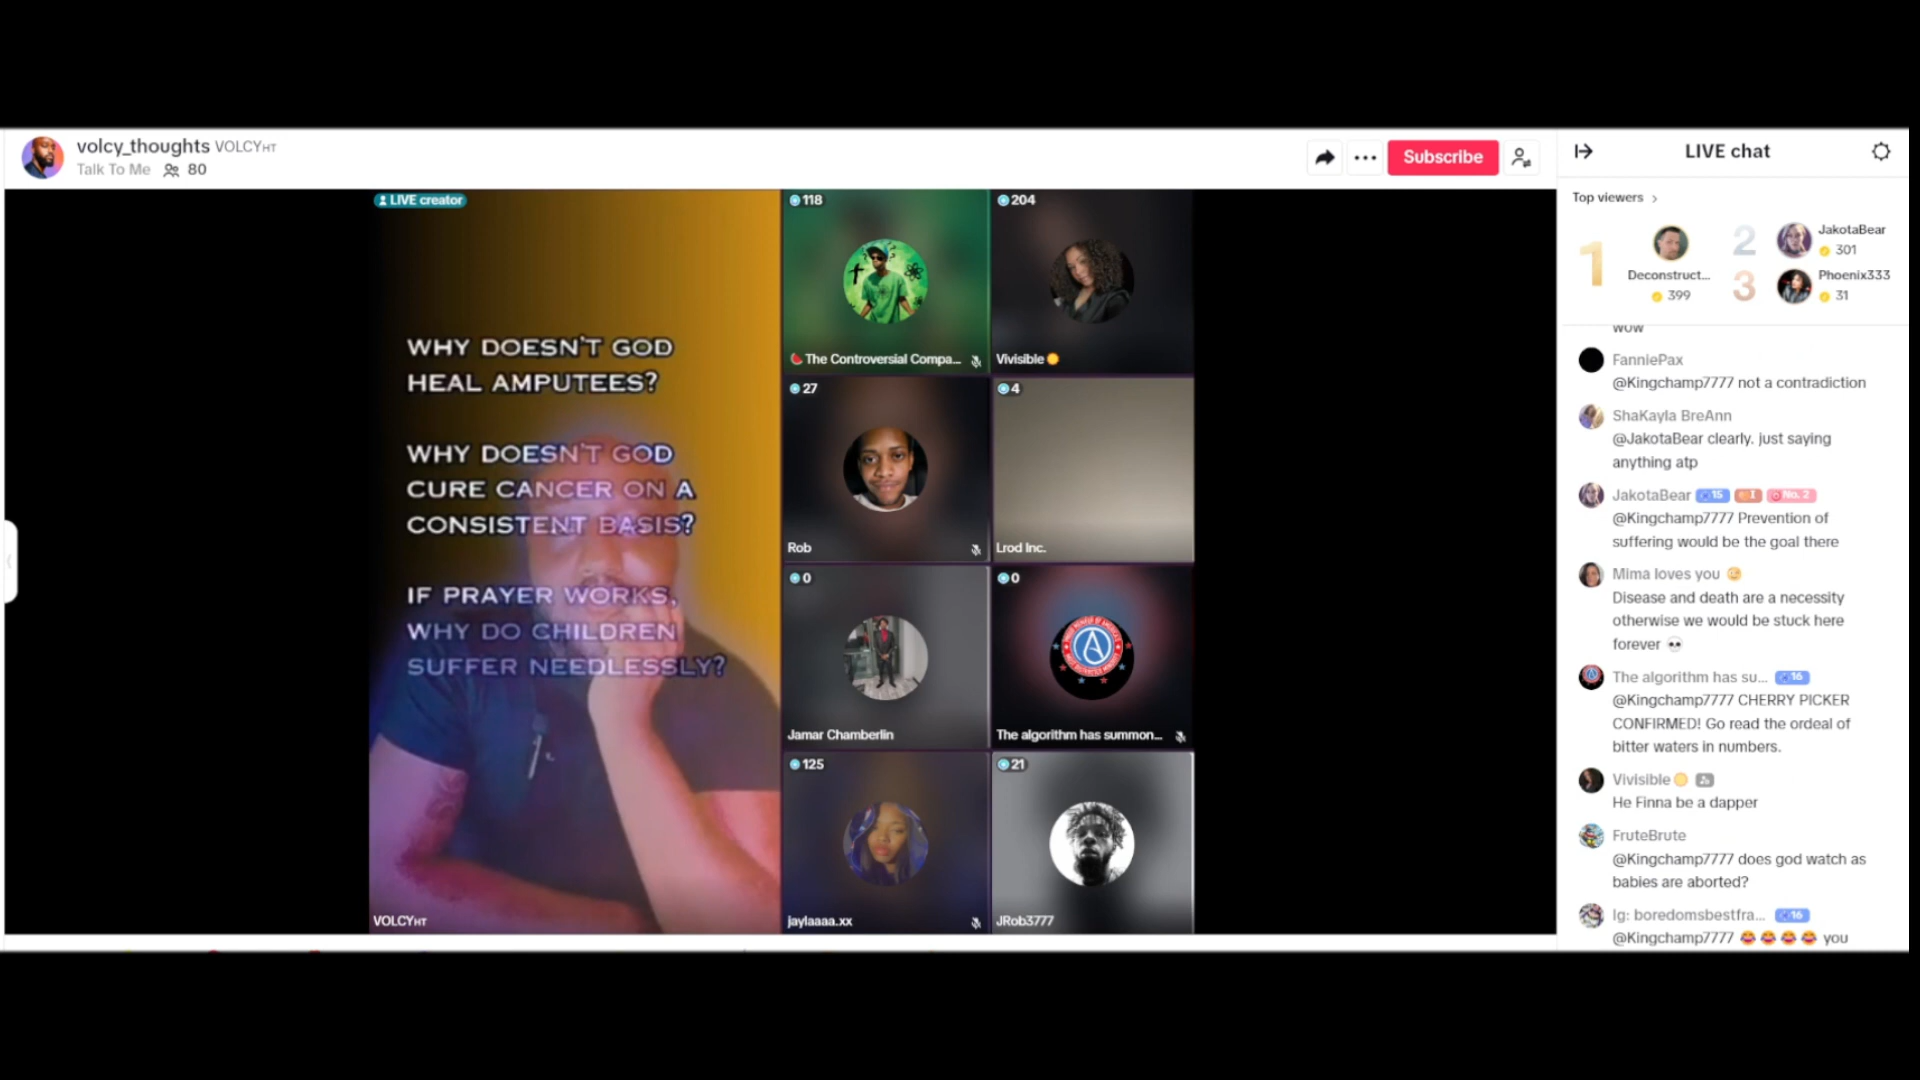 volcy_thoughts VOLCYHT
Talk To Me 80
Subscribe
LIVE creator
WHY DOESN'T GOD
HEAL AMPUTEES?
WHY DOESN'T GOD
CURE CANCER ON A
CONSISTENT BASIS?
IF PRAYER WORKS,
WHY DO CHILDREN
SUFFER NEEDLESSLY?
VOLCYHT
118
The Controversial Compa...
204
Vivisible
27
Rob
4
Lrod Inc.
0
Jamar Chamberlin
0
The algorithm has summon...
125
jaylaaaa.xx
21
JRob3777
LIVE chat
Top viewers
1
Deconstruct...
399
2
JakotaBear
301
3
Phoenix333
31
wow
FanniePax
@Kingchamp7777 not a contradiction
ShaKayla BreAnn
@JakotaBear clearly. just saying
anything atp
JakotaBear 15 I No. 2
@Kingchamp7777 Prevention of
suffering would be the goal there
Mima loves you
Disease and death are a necessity
otherwise we would be stuck here
forever
The algorithm has su... 16
@Kingchamp7777 CHERRY PICKER
CONFIRMED! Go read the ordeal of
bitter waters in numbers.
Vivisible
He Finna be a dapper
FruteBrute
@Kingchamp7777 does god watch as
babies are aborted?
Ig: boredomsbestfra... 16
@Kingchamp7777 😂😂😂😂 you